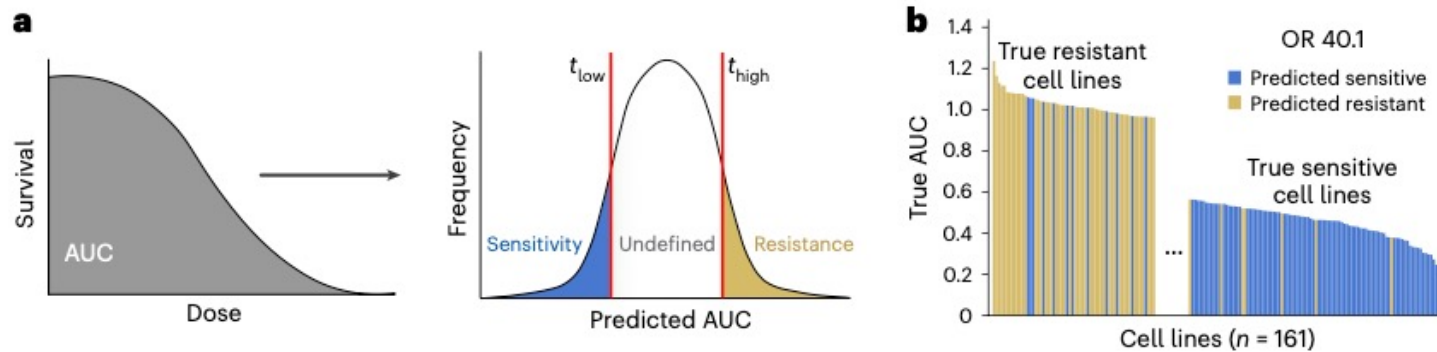 a
Survival
AUC
Dose
Frequency
t low
t high
Sensitivity
Undefined
Resistance
Predicted AUC
b
True AUC
1.4
1.2
1.0
0.8
0.6
0.4
0.2
0
True resistant
cell lines
OR 40.1
Predicted sensitive
Predicted resistant
True sensitive
cell lines
...
Cell lines (n = 161)